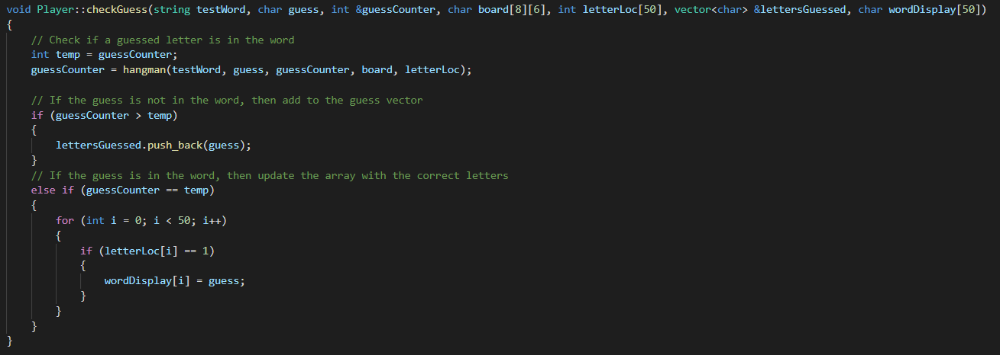 void Player::checkGuess(string testWord, char guess, int &guessCounter, char board[8][6], int letterLoc[50], vector<char> &lettersGuessed, char wordDisplay[50])
{
    // Check if a guessed letter is in the word
    int temp = guessCounter;
    guessCounter = hangman(testWord, guess, guessCounter, board, letterLoc);

    // If the guess is not in the word, then add to the guess vector
    if (guessCounter > temp)
    {
        lettersGuessed.push_back(guess);
    }
    // If the guess is in the word, then update the array with the correct letters
    else if (guessCounter == temp)
    {
        for (int i = 0; i < 50; i++)
        {
            if (letterLoc[i] == 1)
            {
                wordDisplay[i] = guess;
            }
        }
    }
}